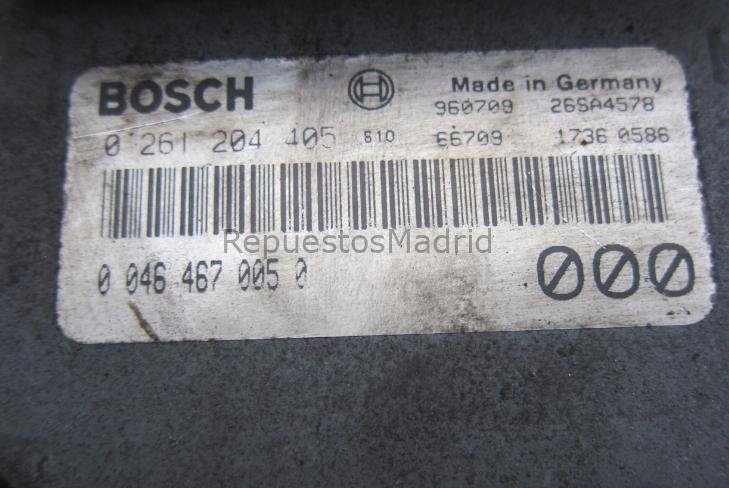 BOSCH Made in Germany
960709 26SA4578
0 261 204 405 610 66709 1736 0586
RepuestosMadrid
0 046 467 005 0 000